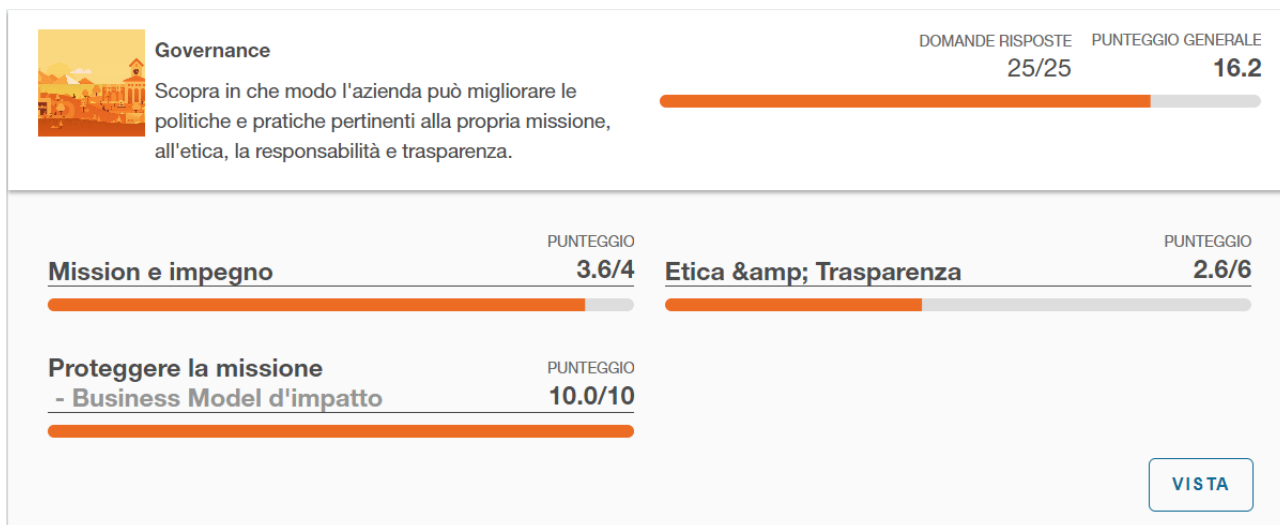 Governance
Scopra in che modo l'azienda può migliorare le
politiche e pratiche pertinenti alla propria missione,
all'etica, la responsabilità e trasparenza.
DOMANDE RISPOSTE
25/25
PUNTEGGIO GENERALE
16.2
Mission e impegno
PUNTEGGIO
3.6/4
Etica &amp; Trasparenza
PUNTEGGIO
2.6/6
Proteggere la missione
- Business Model d'impatto
PUNTEGGIO
10.0/10
VISTA